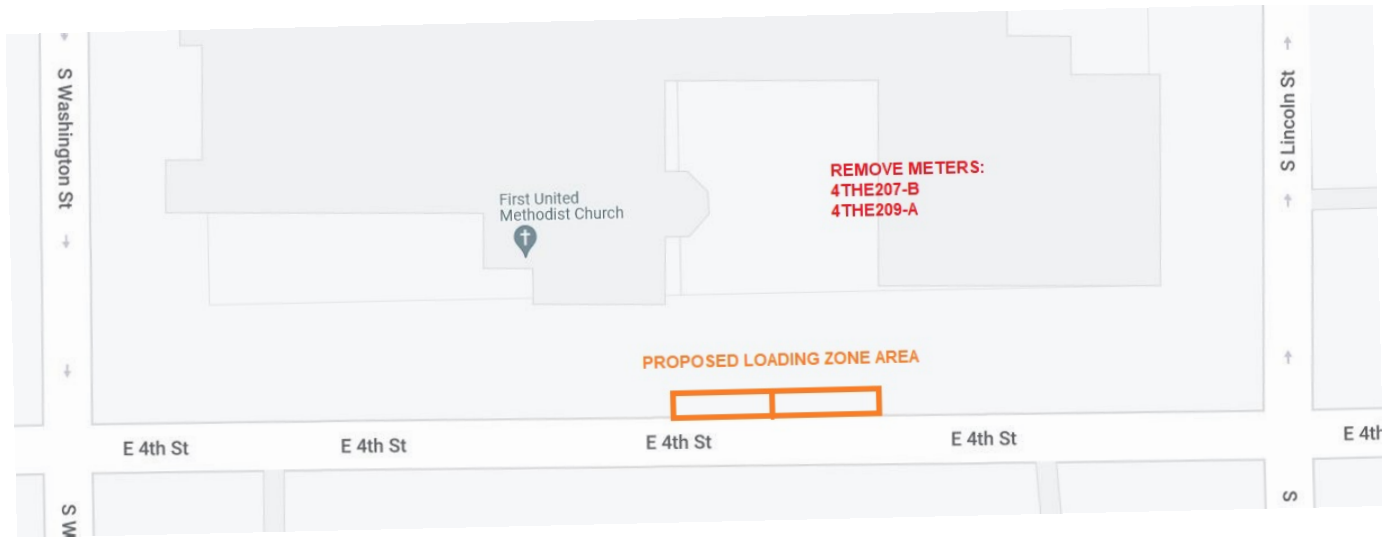 S Washington St
S Lincoln St
First United
Methodist Church
REMOVE METERS:
4THE207-B
4THE209-A
PROPOSED LOADING ZONE AREA
E 4th St
E 4th St
E 4th St
E 4th St
E 4th
S W
S